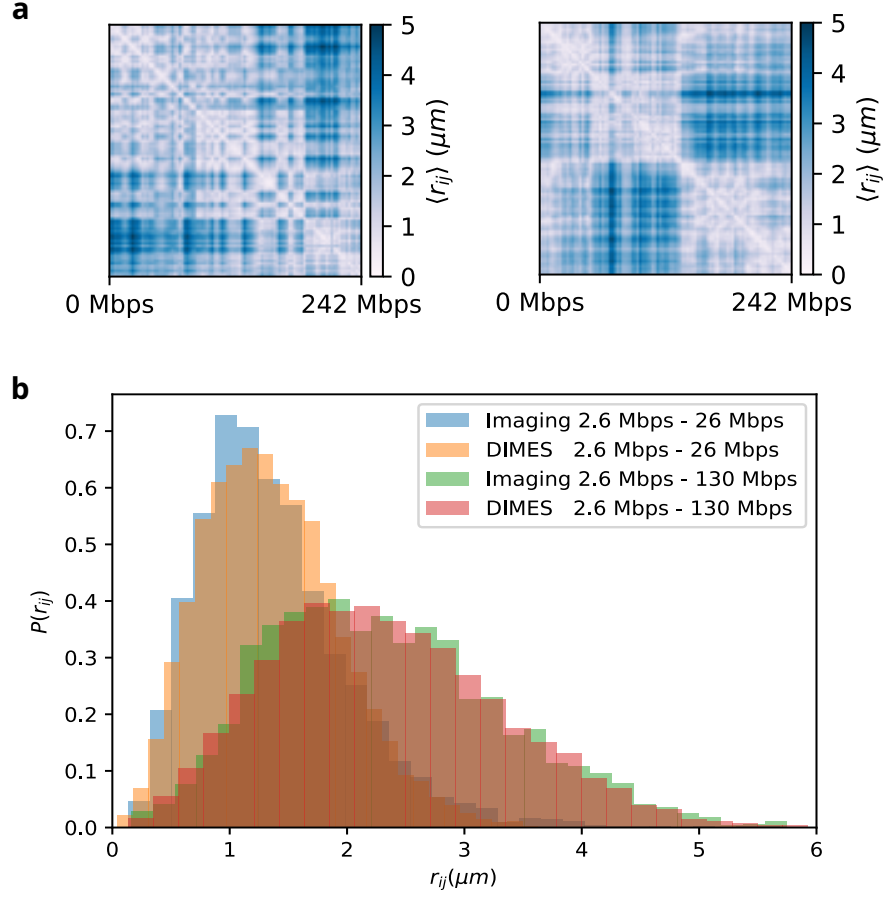 a
5
4
3
2
1
0
⟨r_ij⟩ (μm)
0 Mbps
242 Mbps
5
4
3
2
1
0
⟨r_ij⟩ (μm)
0 Mbps
242 Mbps
b
Imaging 2.6 Mbps - 26 Mbps
DIMES 2.6 Mbps - 26 Mbps
Imaging 2.6 Mbps - 130 Mbps
DIMES 2.6 Mbps - 130 Mbps
P(r_ij)
0.7
0.6
0.5
0.4
0.3
0.2
0.1
0.0
0 1 2 3 4 5 6
r_ij(μm)